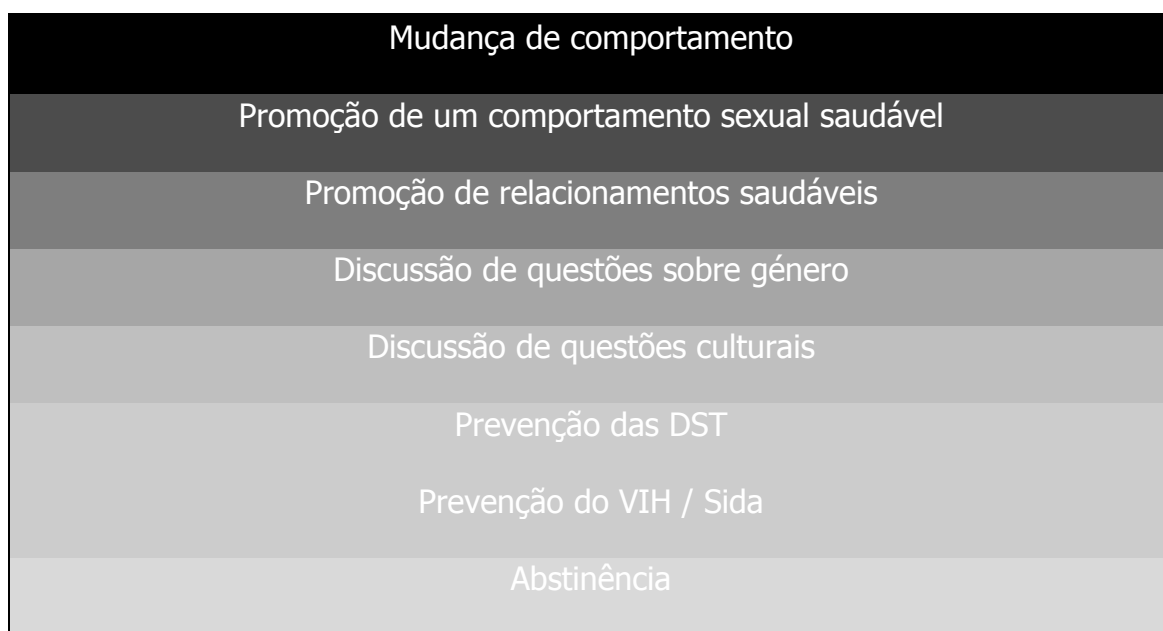 Mudança de comportamento
Promoção de um comportamento sexual saudável
Promoção de relacionamentos saudáveis
Discussão de questões sobre género
Discussão de questões culturais
Prevenção das DST
Prevenção do VIH / Sida
Abstinência